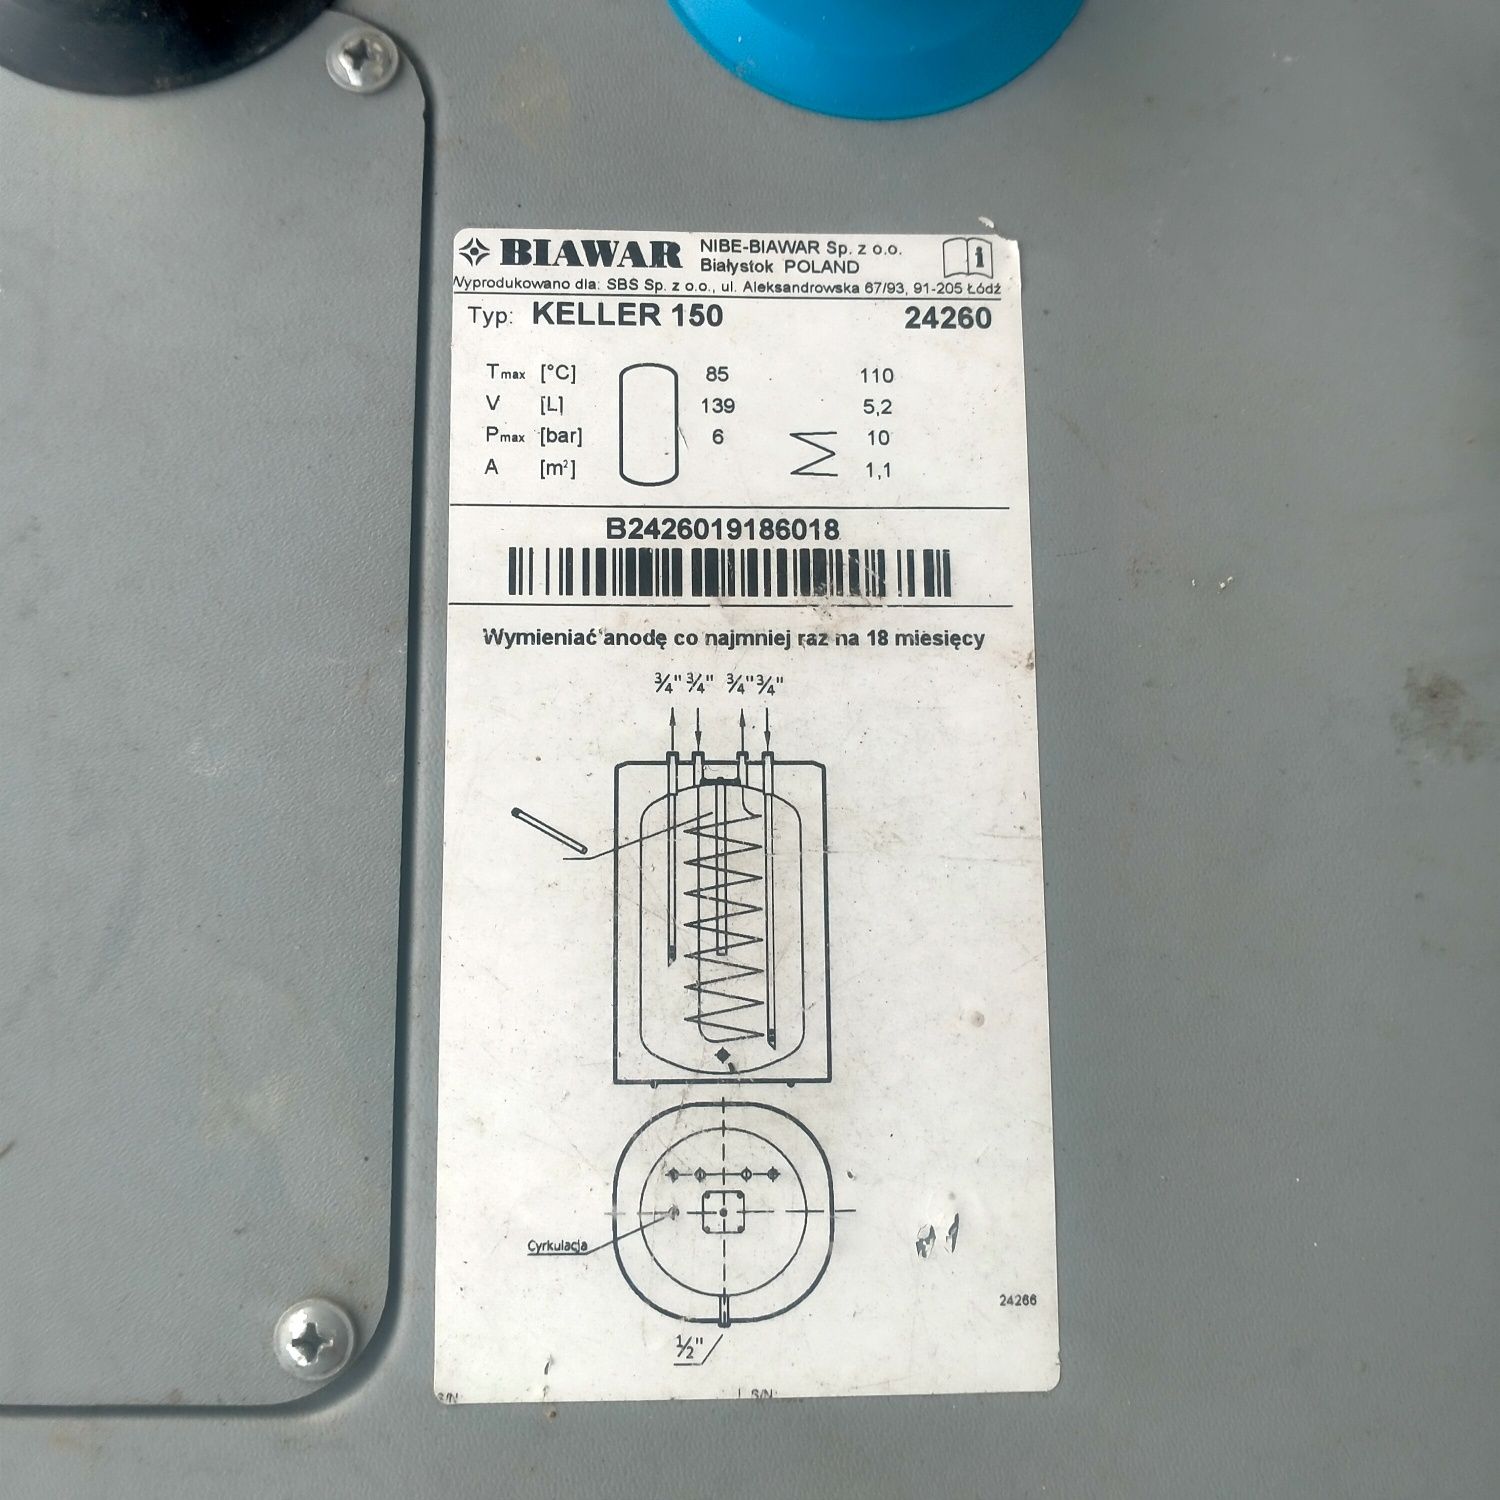 BIAWAR NIBE-BIAWAR Sp. z o.o.
Białystok POLAND
Wyprodukowano dla: SBS Sp. z o.o., ul. Aleksandrowska 67/93, 91-205 Łódź
Typ: KELLER 150 24260
Tmax [°C] 85 110
V [L] 139 5,2
Pmax [bar] 6 10
A [m²] 1,1
B2426019186018
Wymieniać anodę co najmniej raz na 18 miesięcy
¾" ¾" ¾" ¾"
Cyrkulacja
24266
½"
S/N S/N